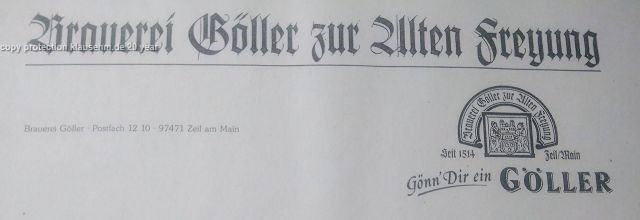 Brauerei Göller zur Alten Freyung
copy protection klauserim.de 20 year
Brauerei Göller · Postfach 12 10 · 97471 Zeil am Main
Brauerei Göller zur Alten Freyung
Seit 1514 Zeil/Main
Gönn' Dir ein GÖLLER